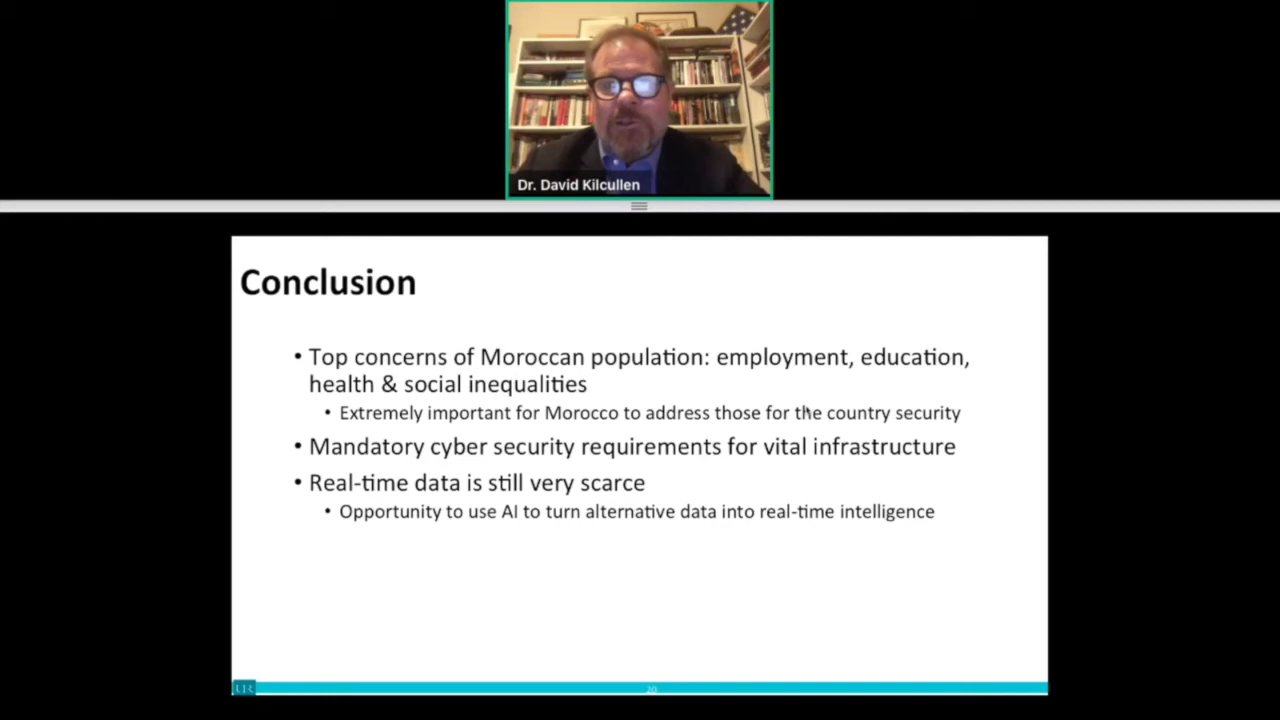 Dr. David Kilcullen
Conclusion
• Top concerns of Moroccan population: employment, education,
health & social inequalities
• Extremely important for Morocco to address those for the country security
• Mandatory cyber security requirements for vital infrastructure
• Real-time data is still very scarce
• Opportunity to use AI to turn alternative data into real-time intelligence
UIR
20